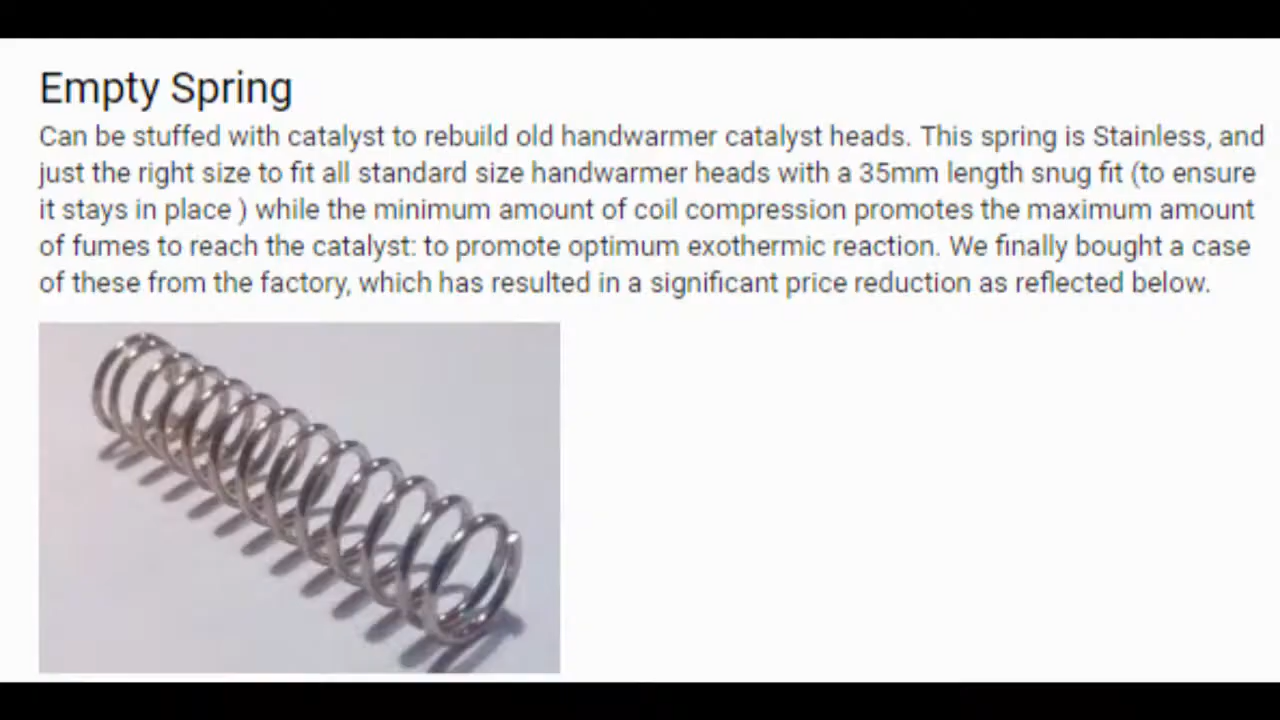 Empty Spring
Can be stuffed with catalyst to rebuild old handwarmer catalyst heads. This spring is Stainless, and
just the right size to fit all standard size handwarmer heads with a 35mm length snug fit (to ensure
it stays in place ) while the minimum amount of coil compression promotes the maximum amount
of fumes to reach the catalyst: to promote optimum exothermic reaction. We finally bought a case
of these from the factory, which has resulted in a significant price reduction as reflected below.